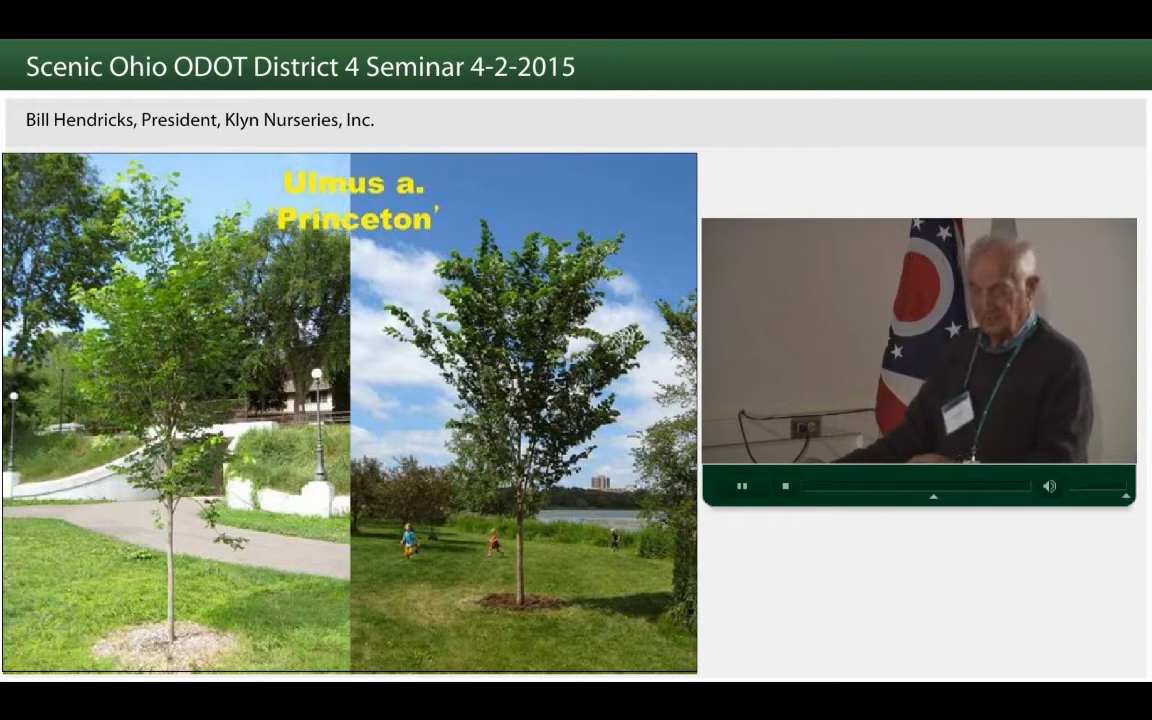 Scenic Ohio ODOT District 4 Seminar 4-2-2015
Bill Hendricks, President, Klyn Nurseries, Inc.
Ulmus a.
'Princeton'